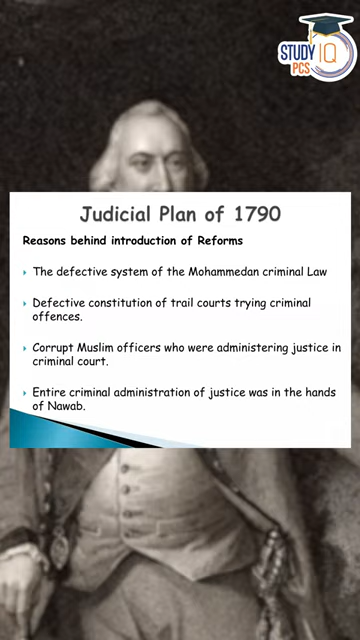 STUDY IQ
PCS
Judicial Plan of 1790
Reasons behind introduction of Reforms
The defective system of the Mohammedan criminal Law
Defective constitution of trail courts trying criminal
offences.
Corrupt Muslim officers who were administering justice in
criminal court.
Entire criminal administration of justice was in the hands
of Nawab.